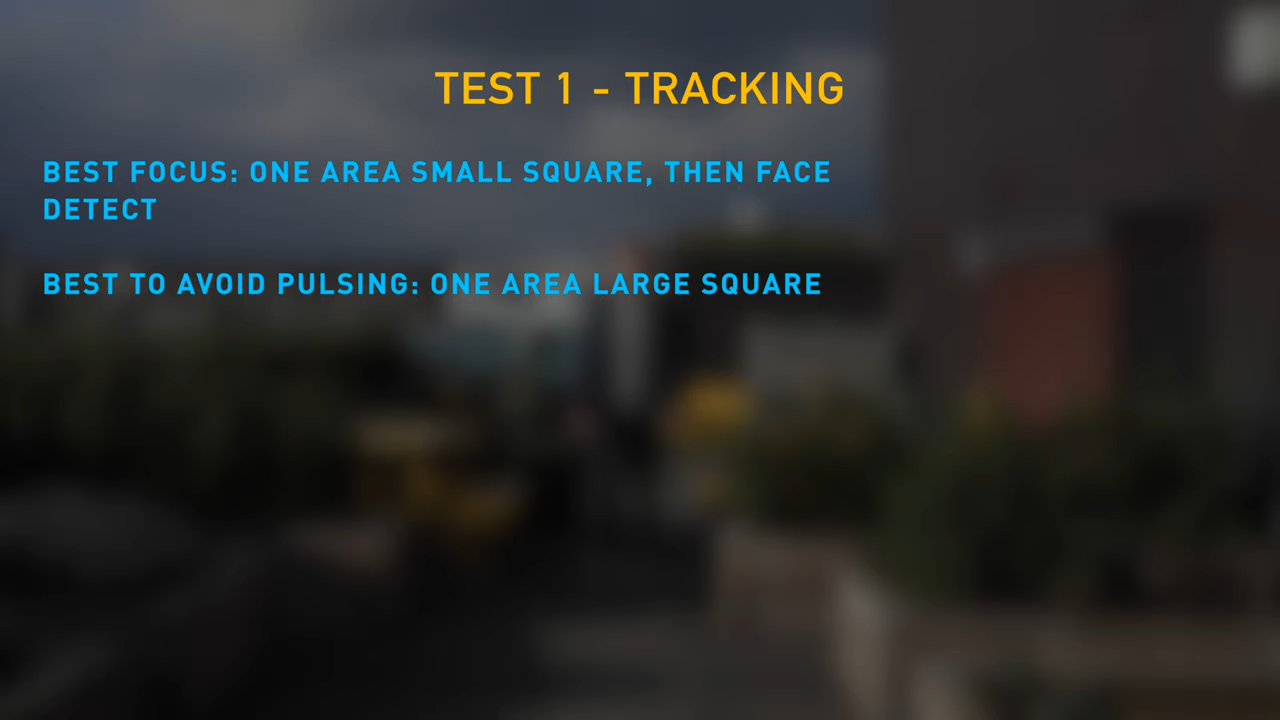 TEST 1 - TRACKING
BEST FOCUS: ONE AREA SMALL SQUARE, THEN FACE
DETECT
BEST TO AVOID PULSING: ONE AREA LARGE SQUARE